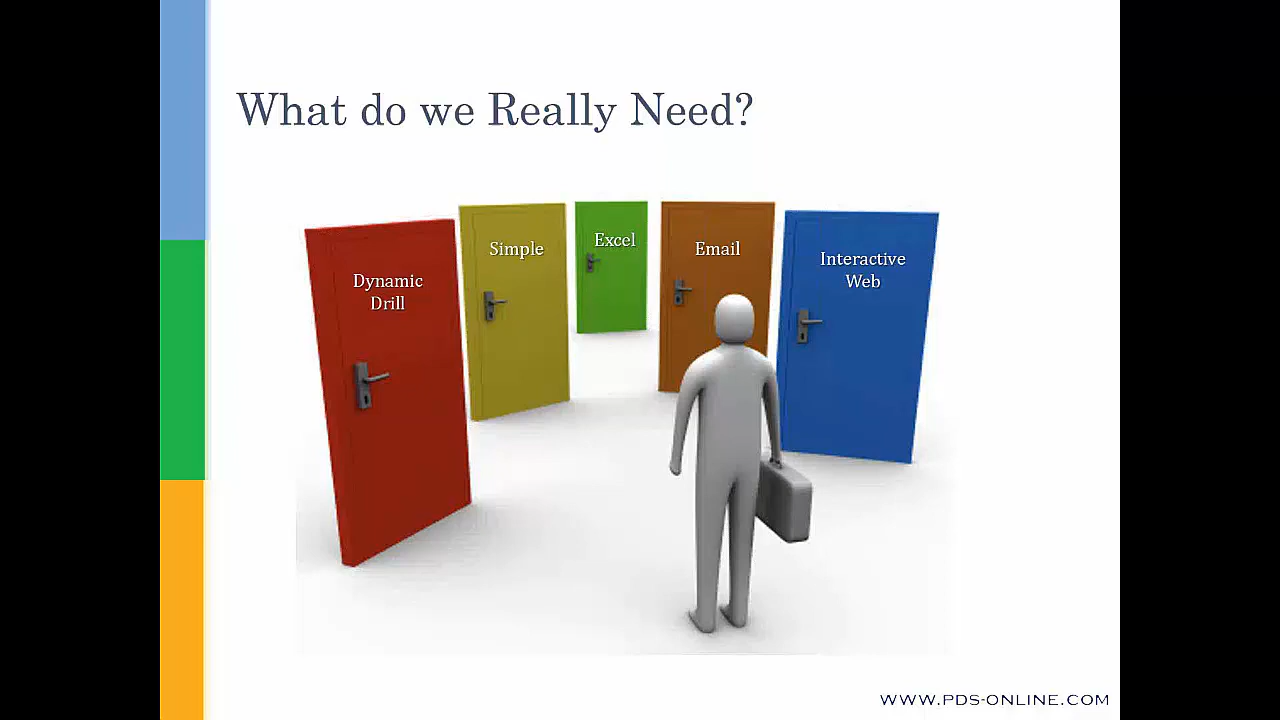 What do we Really Need?
Dynamic
Drill
Simple
Excel
Email
Interactive
Web
WWW.PDS-ONLINE.COM